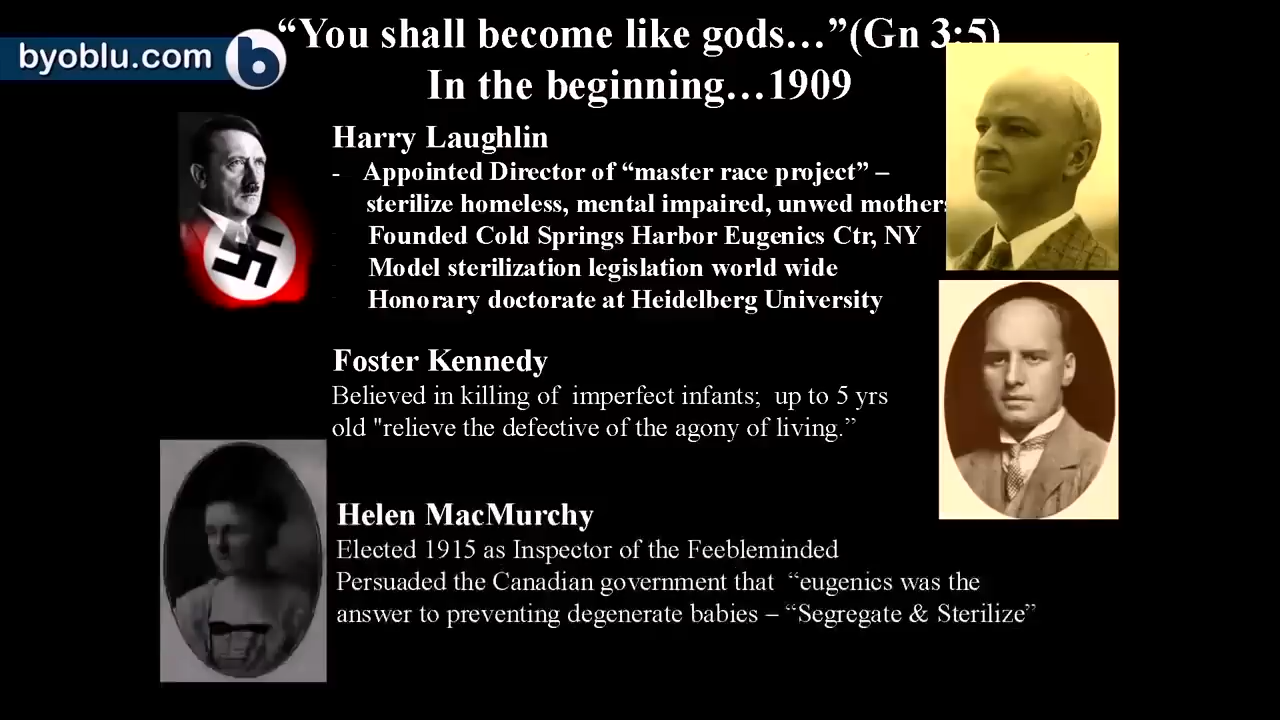 byoblu.com b
“You shall become like gods…”(Gn 3:5)
In the beginning…1909
Harry Laughlin
- Appointed Director of “master race project” –
sterilize homeless, mental impaired, unwed mothers
Founded Cold Springs Harbor Eugenics Ctr, NY
Model sterilization legislation world wide
Honorary doctorate at Heidelberg University
Foster Kennedy
Believed in killing of imperfect infants; up to 5 yrs
old "relieve the defective of the agony of living.”
Helen MacMurchy
Elected 1915 as Inspector of the Feebleminded
Persuaded the Canadian government that “eugenics was the
answer to preventing degenerate babies – “Segregate & Sterilize”